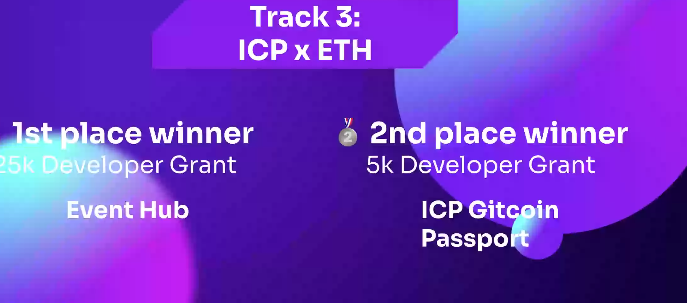 Track 3:
ICP x ETH
1st place winner
25k Developer Grant
Event Hub
2 2nd place winner
5k Developer Grant
ICP Gitcoin
Passport